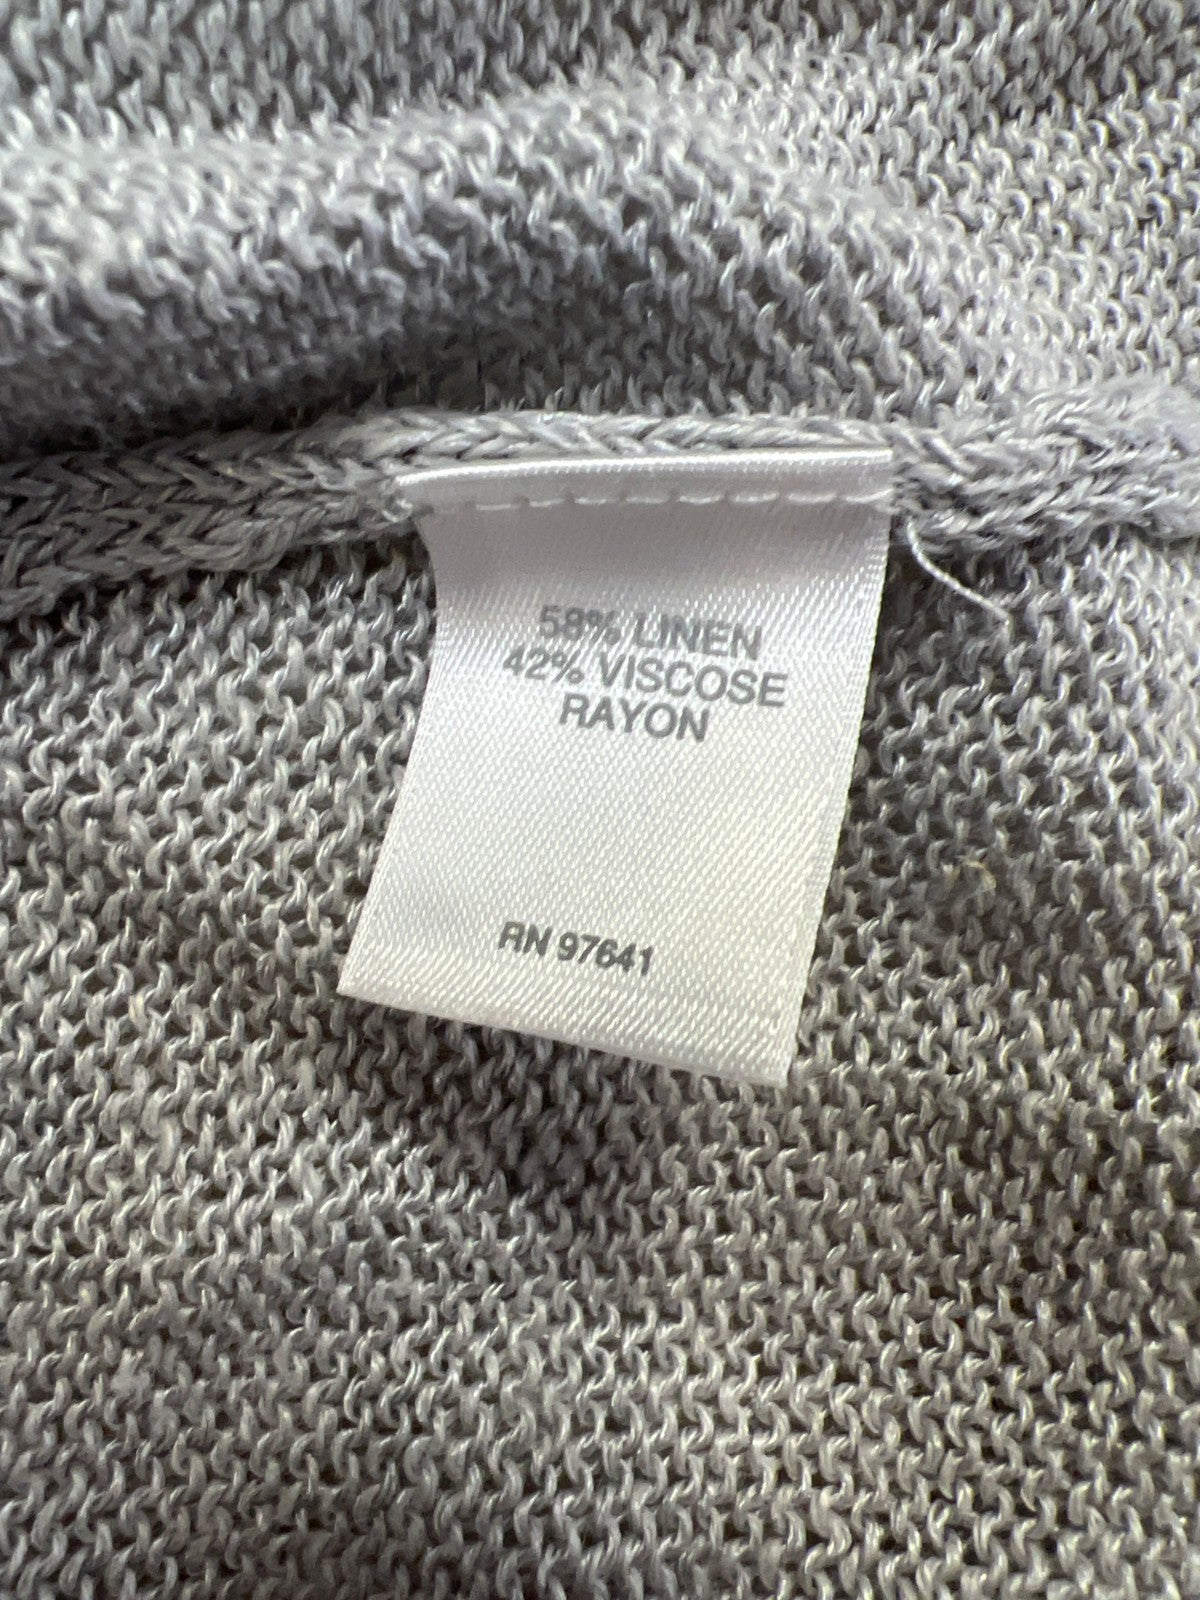 58% LINEN
42% VISCOSE
RAYON
RN 97641